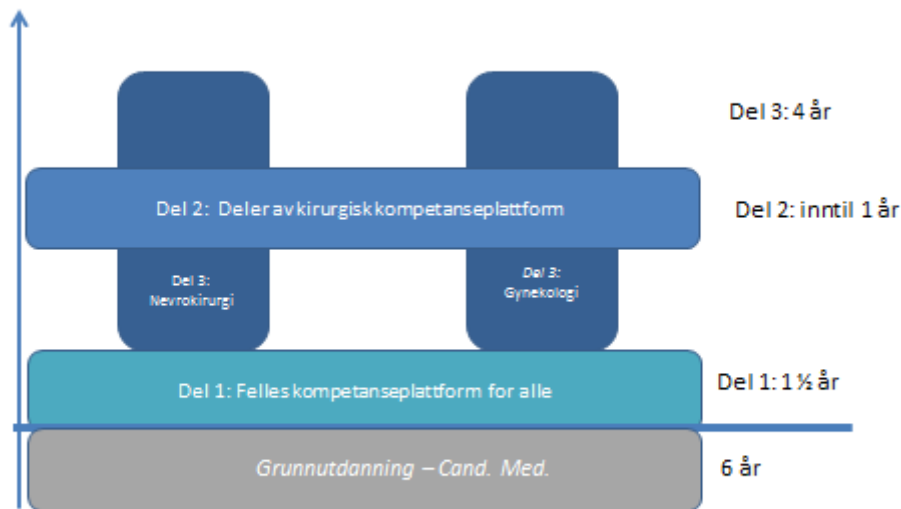 Del 3: 4 år
Del 2: Deler av kirurgisk kompetanseplattform
Del 2: inntil 1 år
Del 3:
Nevrokirurgi
Del 3:
Gynekologi
Del 1: Felles kompetanseplattform for alle
Del 1: 1 ½ år
Grunnutdanning – Cand. Med.
6 år